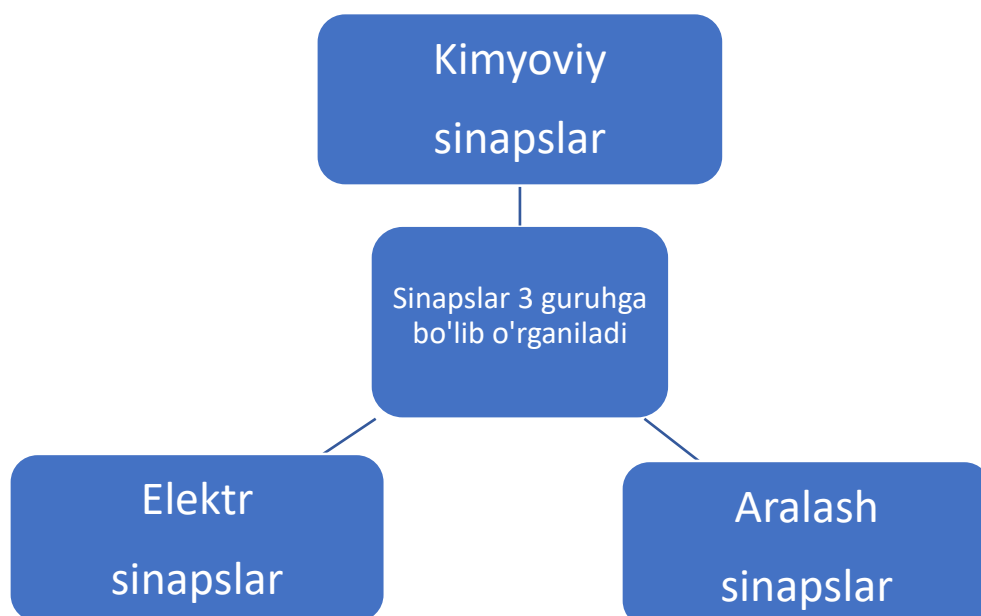 Kimyoviy
sinapslar
Sinapslar 3 guruhga
bo'lib o'rganiladi
Elektr
sinapslar
Aralash
sinapslar